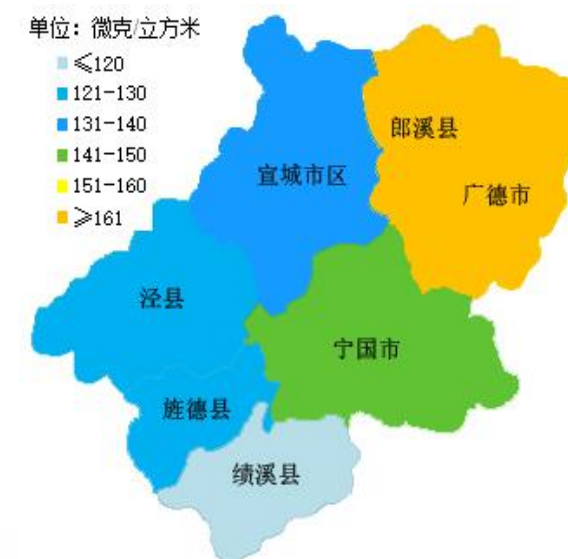 单位：微克/立方米
≤120
121-130
131-140
141-150
151-160
≥161
郎溪县
宣城市区
广德市
泾县
宁国市
旌德县
绩溪县